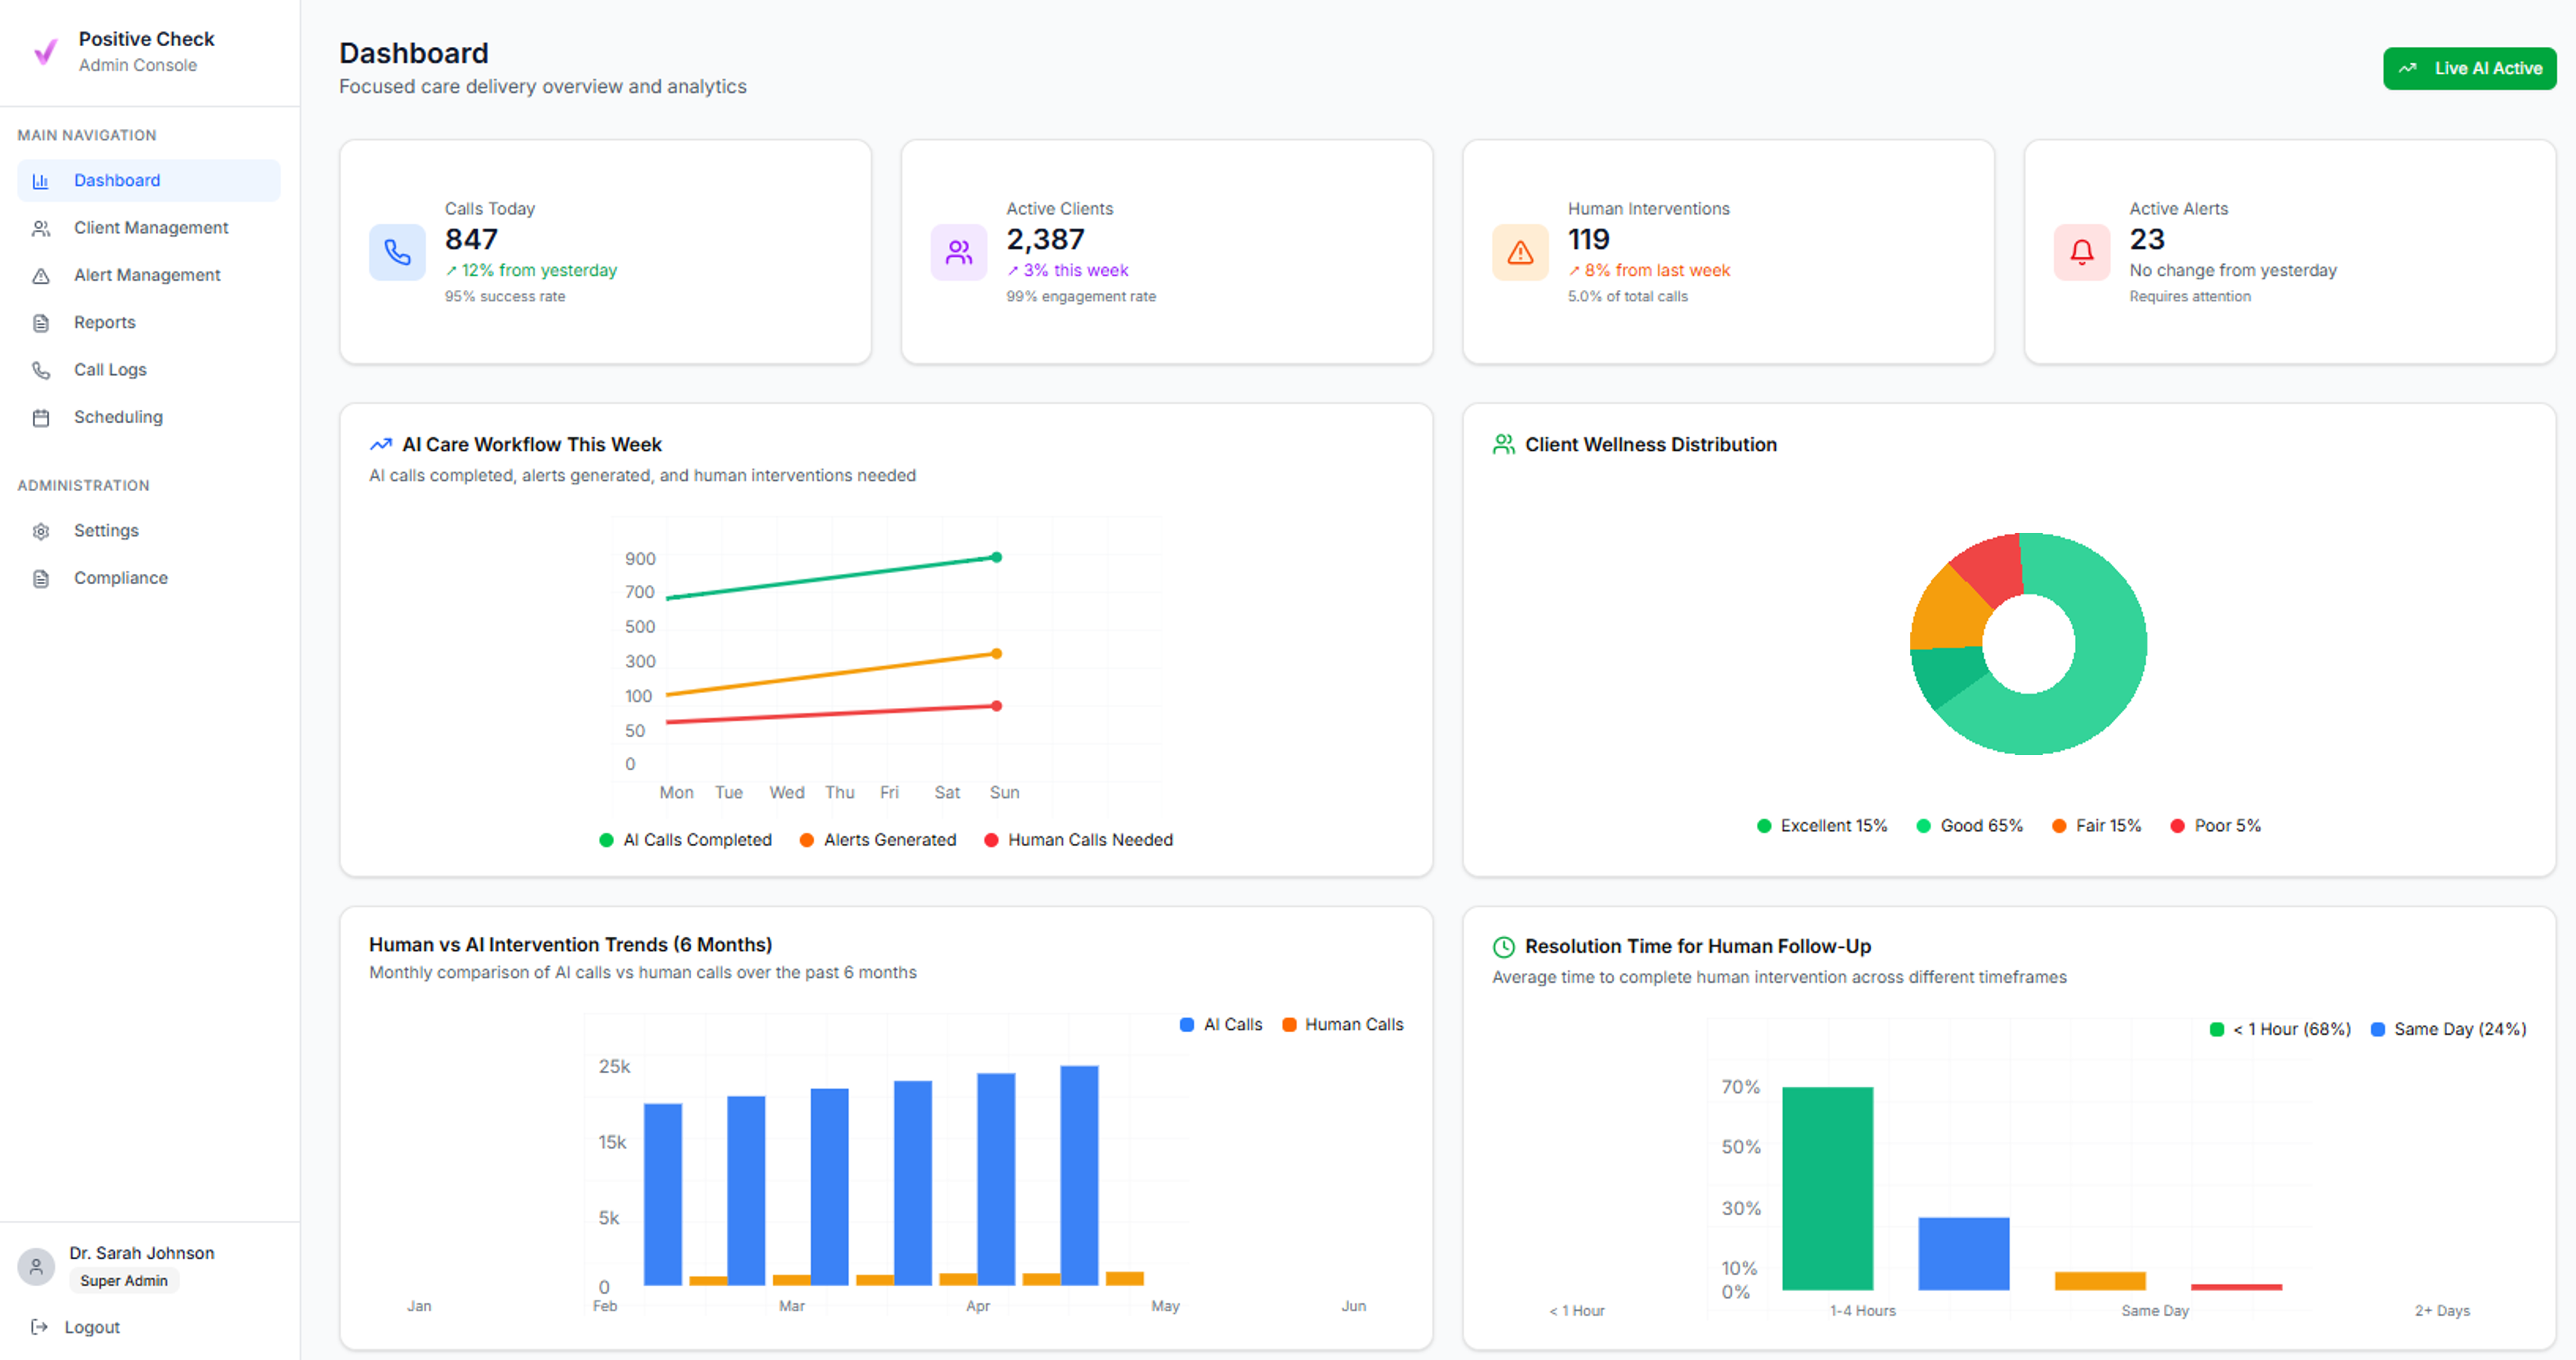 Positive Check
Admin Console
MAIN NAVIGATION
Dashboard
Client Management
Alert Management
Reports
Call Logs
Scheduling
ADMINISTRATION
Settings
Compliance
Dr. Sarah Johnson
Super Admin
Logout
Dashboard
Focused care delivery overview and analytics
Live AI Active
Calls Today
847
↗ 12% from yesterday
95% success rate
Active Clients
2,387
↗ 3% this week
99% engagement rate
Human Interventions
119
↗ 8% from last week
5.0% of total calls
Active Alerts
23
No change from yesterday
Requires attention
AI Care Workflow This Week
AI calls completed, alerts generated, and human interventions needed
900
700
500
300
100
50
0
Mon Tue Wed Thu Fri Sat Sun
AI Calls Completed Alerts Generated Human Calls Needed
Client Wellness Distribution
Excellent 15% Good 65% Fair 15% Poor 5%
Human vs AI Intervention Trends (6 Months)
Monthly comparison of AI calls vs human calls over the past 6 months
AI Calls Human Calls
25k
15k
5k
0
Jan Feb Mar Apr May Jun
Resolution Time for Human Follow-Up
Average time to complete human intervention across different timeframes
< 1 Hour (68%) Same Day (24%)
70%
50%
30%
10%
0%
< 1 Hour 1-4 Hours Same Day 2+ Days